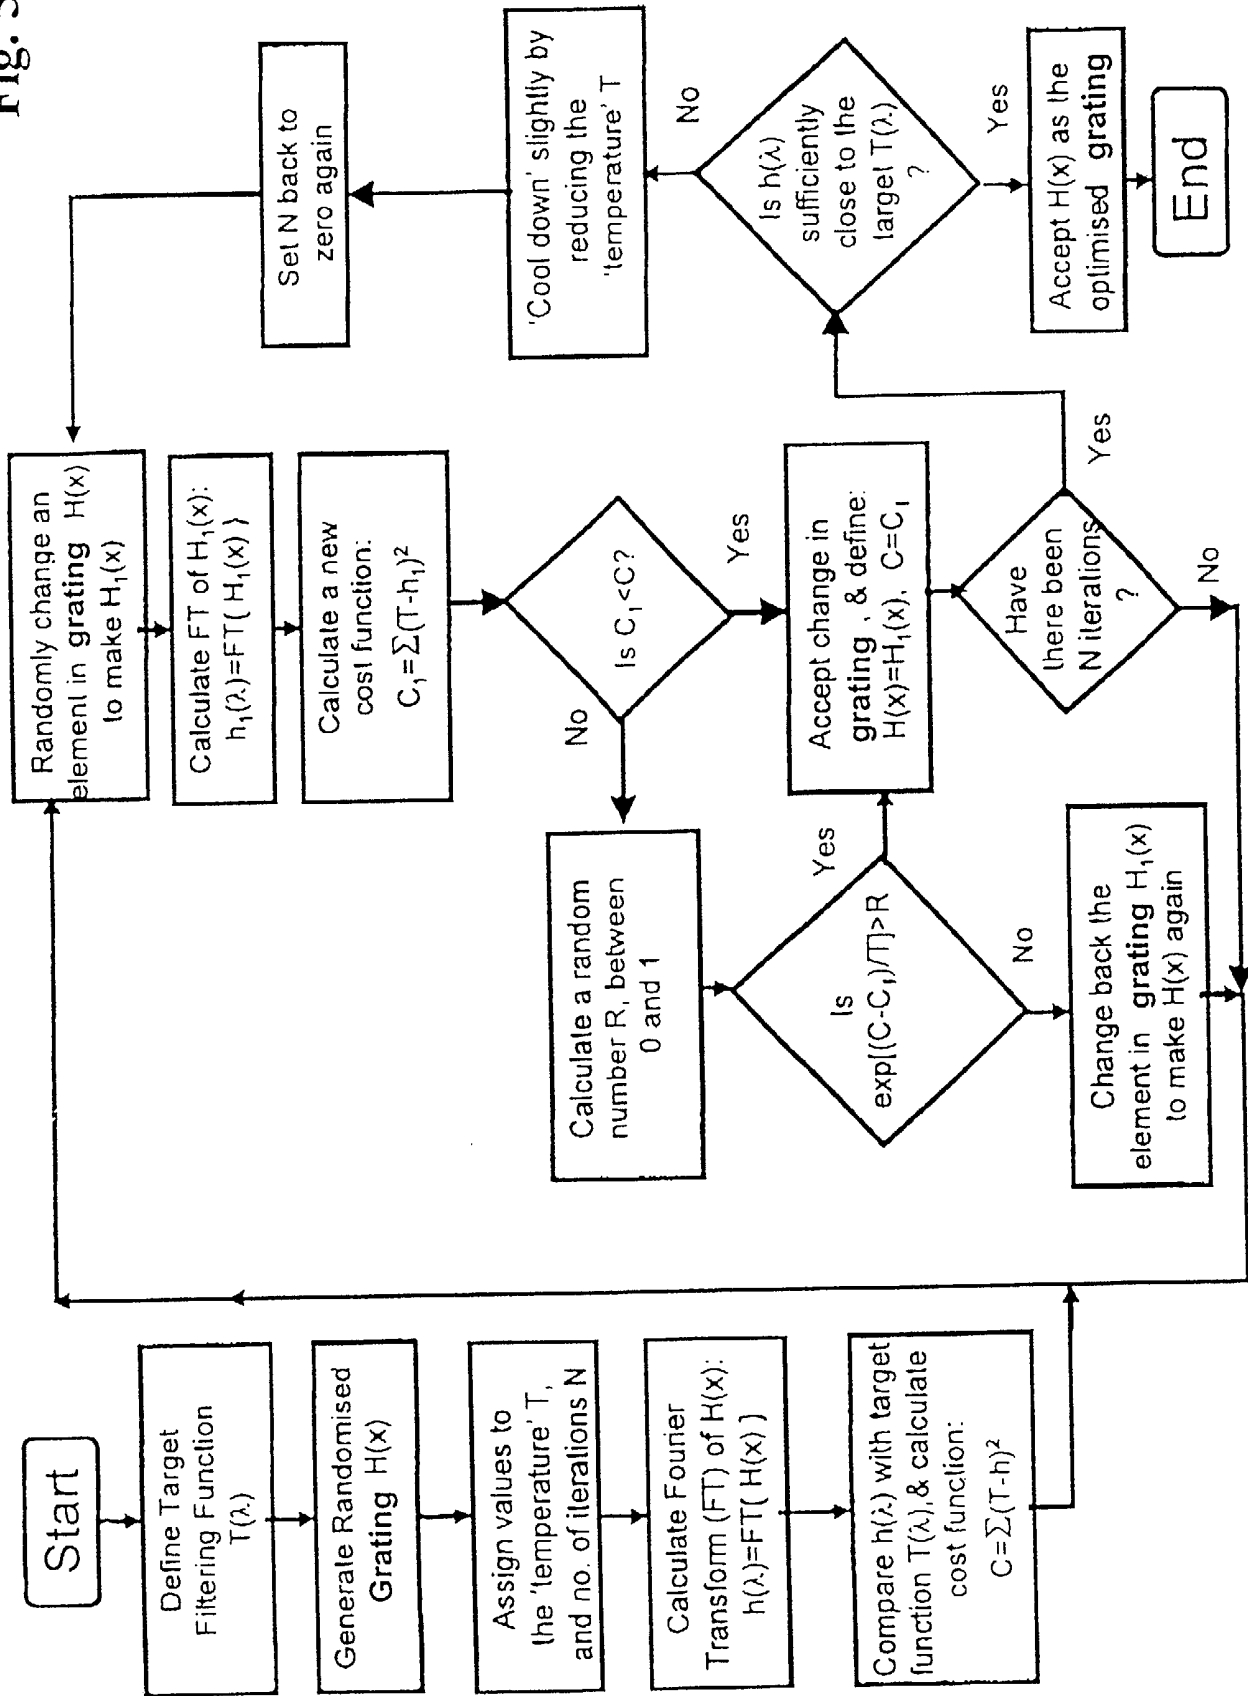 Fig. 3
Start
Define Target
Filtering Function
T(λ)
Generate Randomised
Grating H(x)
Assign values to
the 'temperature' T,
and no. of iterations N
Calculate Fourier
Transform (FT) of H(x):
h(λ)=FT{ H(x) }
Compare h(λ) with target
function T(λ),& calculate
cost function:
C=∑(T-h)²
Randomly change an
element in grating H(x)
to make H₁(x)
Calculate FT of H₁(x):
h₁(λ)=FT{ H₁(x) }
Calculate a new
cost function:
C₁=∑(T-h₁)²
Is C₁<C?
No
Yes
Calculate a random
number R, between
0 and 1
Is
exp[(C-C₁)/T]>R
Yes
No
Change back the
element in grating H₁(x)
to make H(x) again
Accept change in
grating , & define:
H(x)=H₁(x), C=C₁
Have
there been
N iterations
?
No
Yes
Is h(λ)
sufficiently
close to the
target T(λ)
?
No
Yes
'Cool down' slightly by
reducing the
'temperature' T
Set N back to
zero again
Accept H(x) as the
optimised grating
End